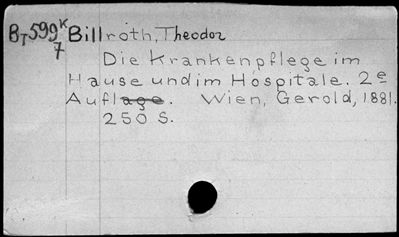 BT599K Billroth, Theodor
7
Die Krankenpflege im
Hause und im Hospitale. 2e
Auflage. Wien, Gerold, 1881.
250 S.